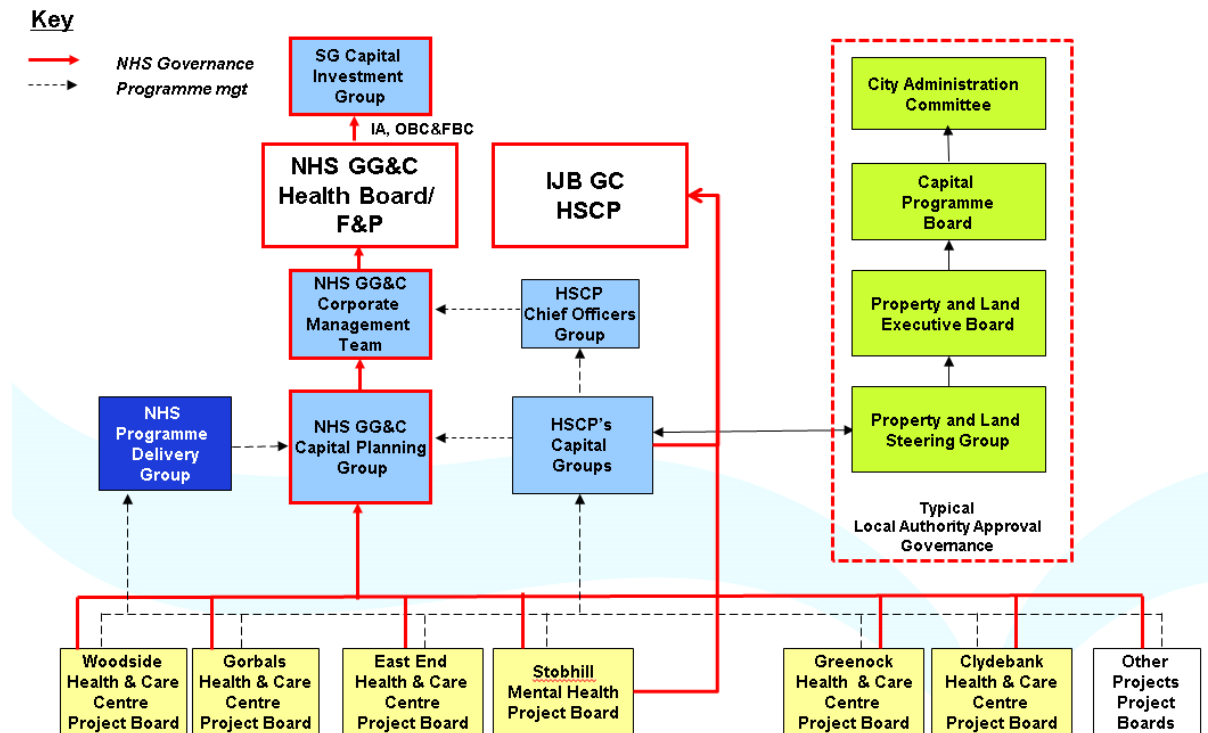 Key
NHS Governance
Programme mgt
SG Capital
Investment
Group
IA, OBC&FBC
NHS GG&C
Health Board/
F&P
IJB GC
HSCP
NHS GG&C
Corporate
Management
Team
HSCP
Chief Officers
Group
NHS
Programme
Delivery
Group
NHS GG&C
Capital Planning
Group
HSCP's
Capital
Groups
City Administration
Committee
Capital
Programme
Board
Property and Land
Executive Board
Property and Land
Steering Group
Typical
Local Authority Approval
Governance
Woodside
Health & Care
Centre
Project Board
Gorbals
Health & Care
Centre
Project Board
East End
Health & Care
Centre
Project Board
Stobhill
Mental Health
Project Board
Greenock
Health & Care
Centre
Project Board
Clydebank
Health & Care
Centre
Project Board
Other
Projects
Project
Boards